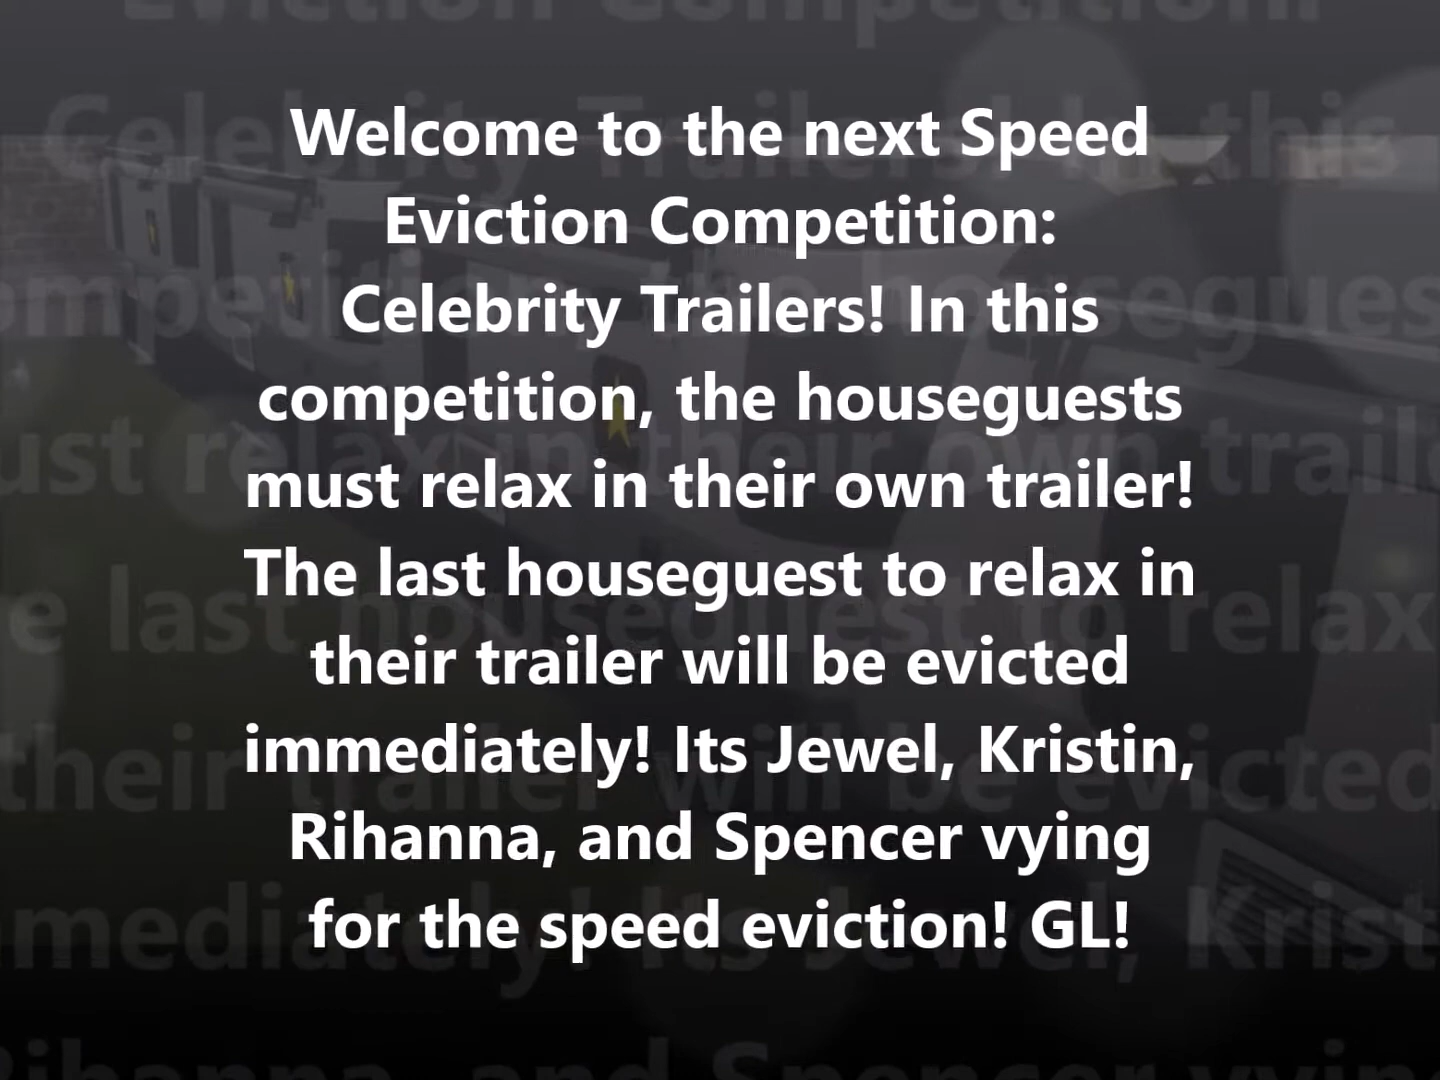 Welcome to the next Speed
Eviction Competition:
Celebrity Trailers! In this
competition, the houseguests
must relax in their own trailer!
The last houseguest to relax in
their trailer will be evicted
immediately! Its Jewel, Kristin,
Rihanna, and Spencer vying
for the speed eviction! GL!